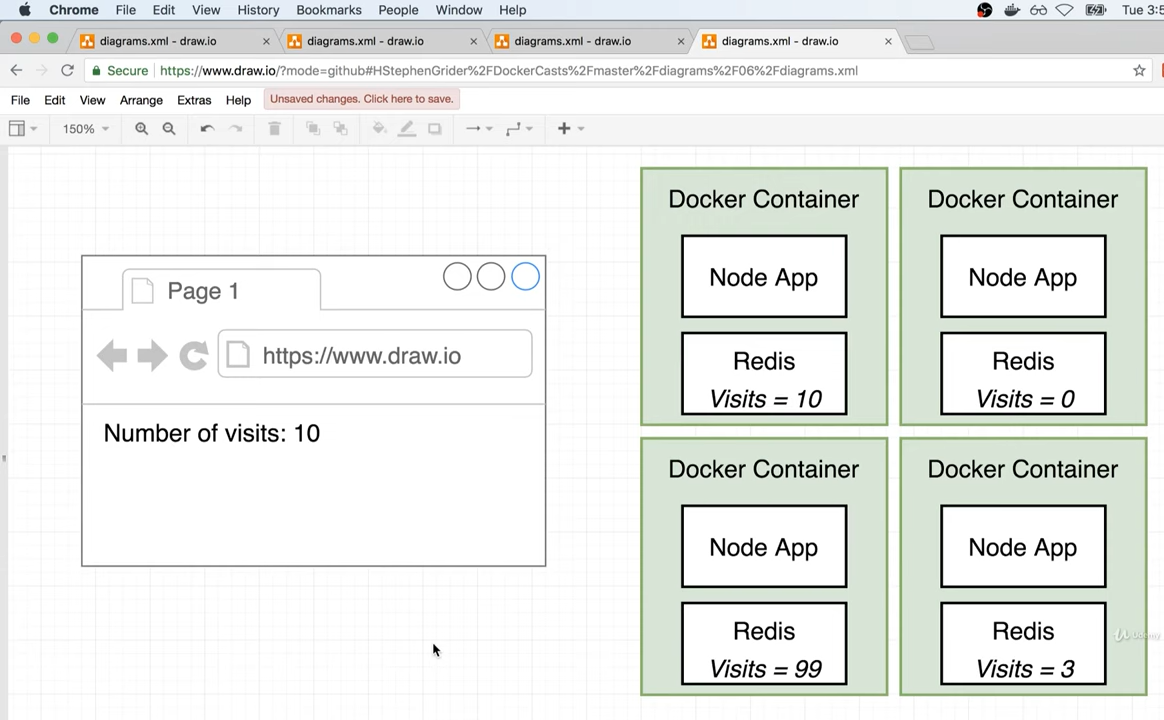 Chrome File Edit View History Bookmarks People Window Help Tue 3:5
diagrams.xml - draw.io diagrams.xml - draw.io diagrams.xml - draw.io diagrams.xml - draw.io
Secure https://www.draw.io/?mode=github#HStephenGrider%2FDockerCasts%2Fmaster%2Fdiagrams%2F06%2Fdiagrams.xml
File Edit View Arrange Extras Help Unsaved changes. Click here to save.
150%
Page 1
https://www.draw.io
Number of visits: 10
Docker Container
Node App
Redis
Visits = 10
Docker Container
Node App
Redis
Visits = 0
Docker Container
Node App
Redis
Visits = 99
Docker Container
Node App
Redis
Visits = 3
Udemy